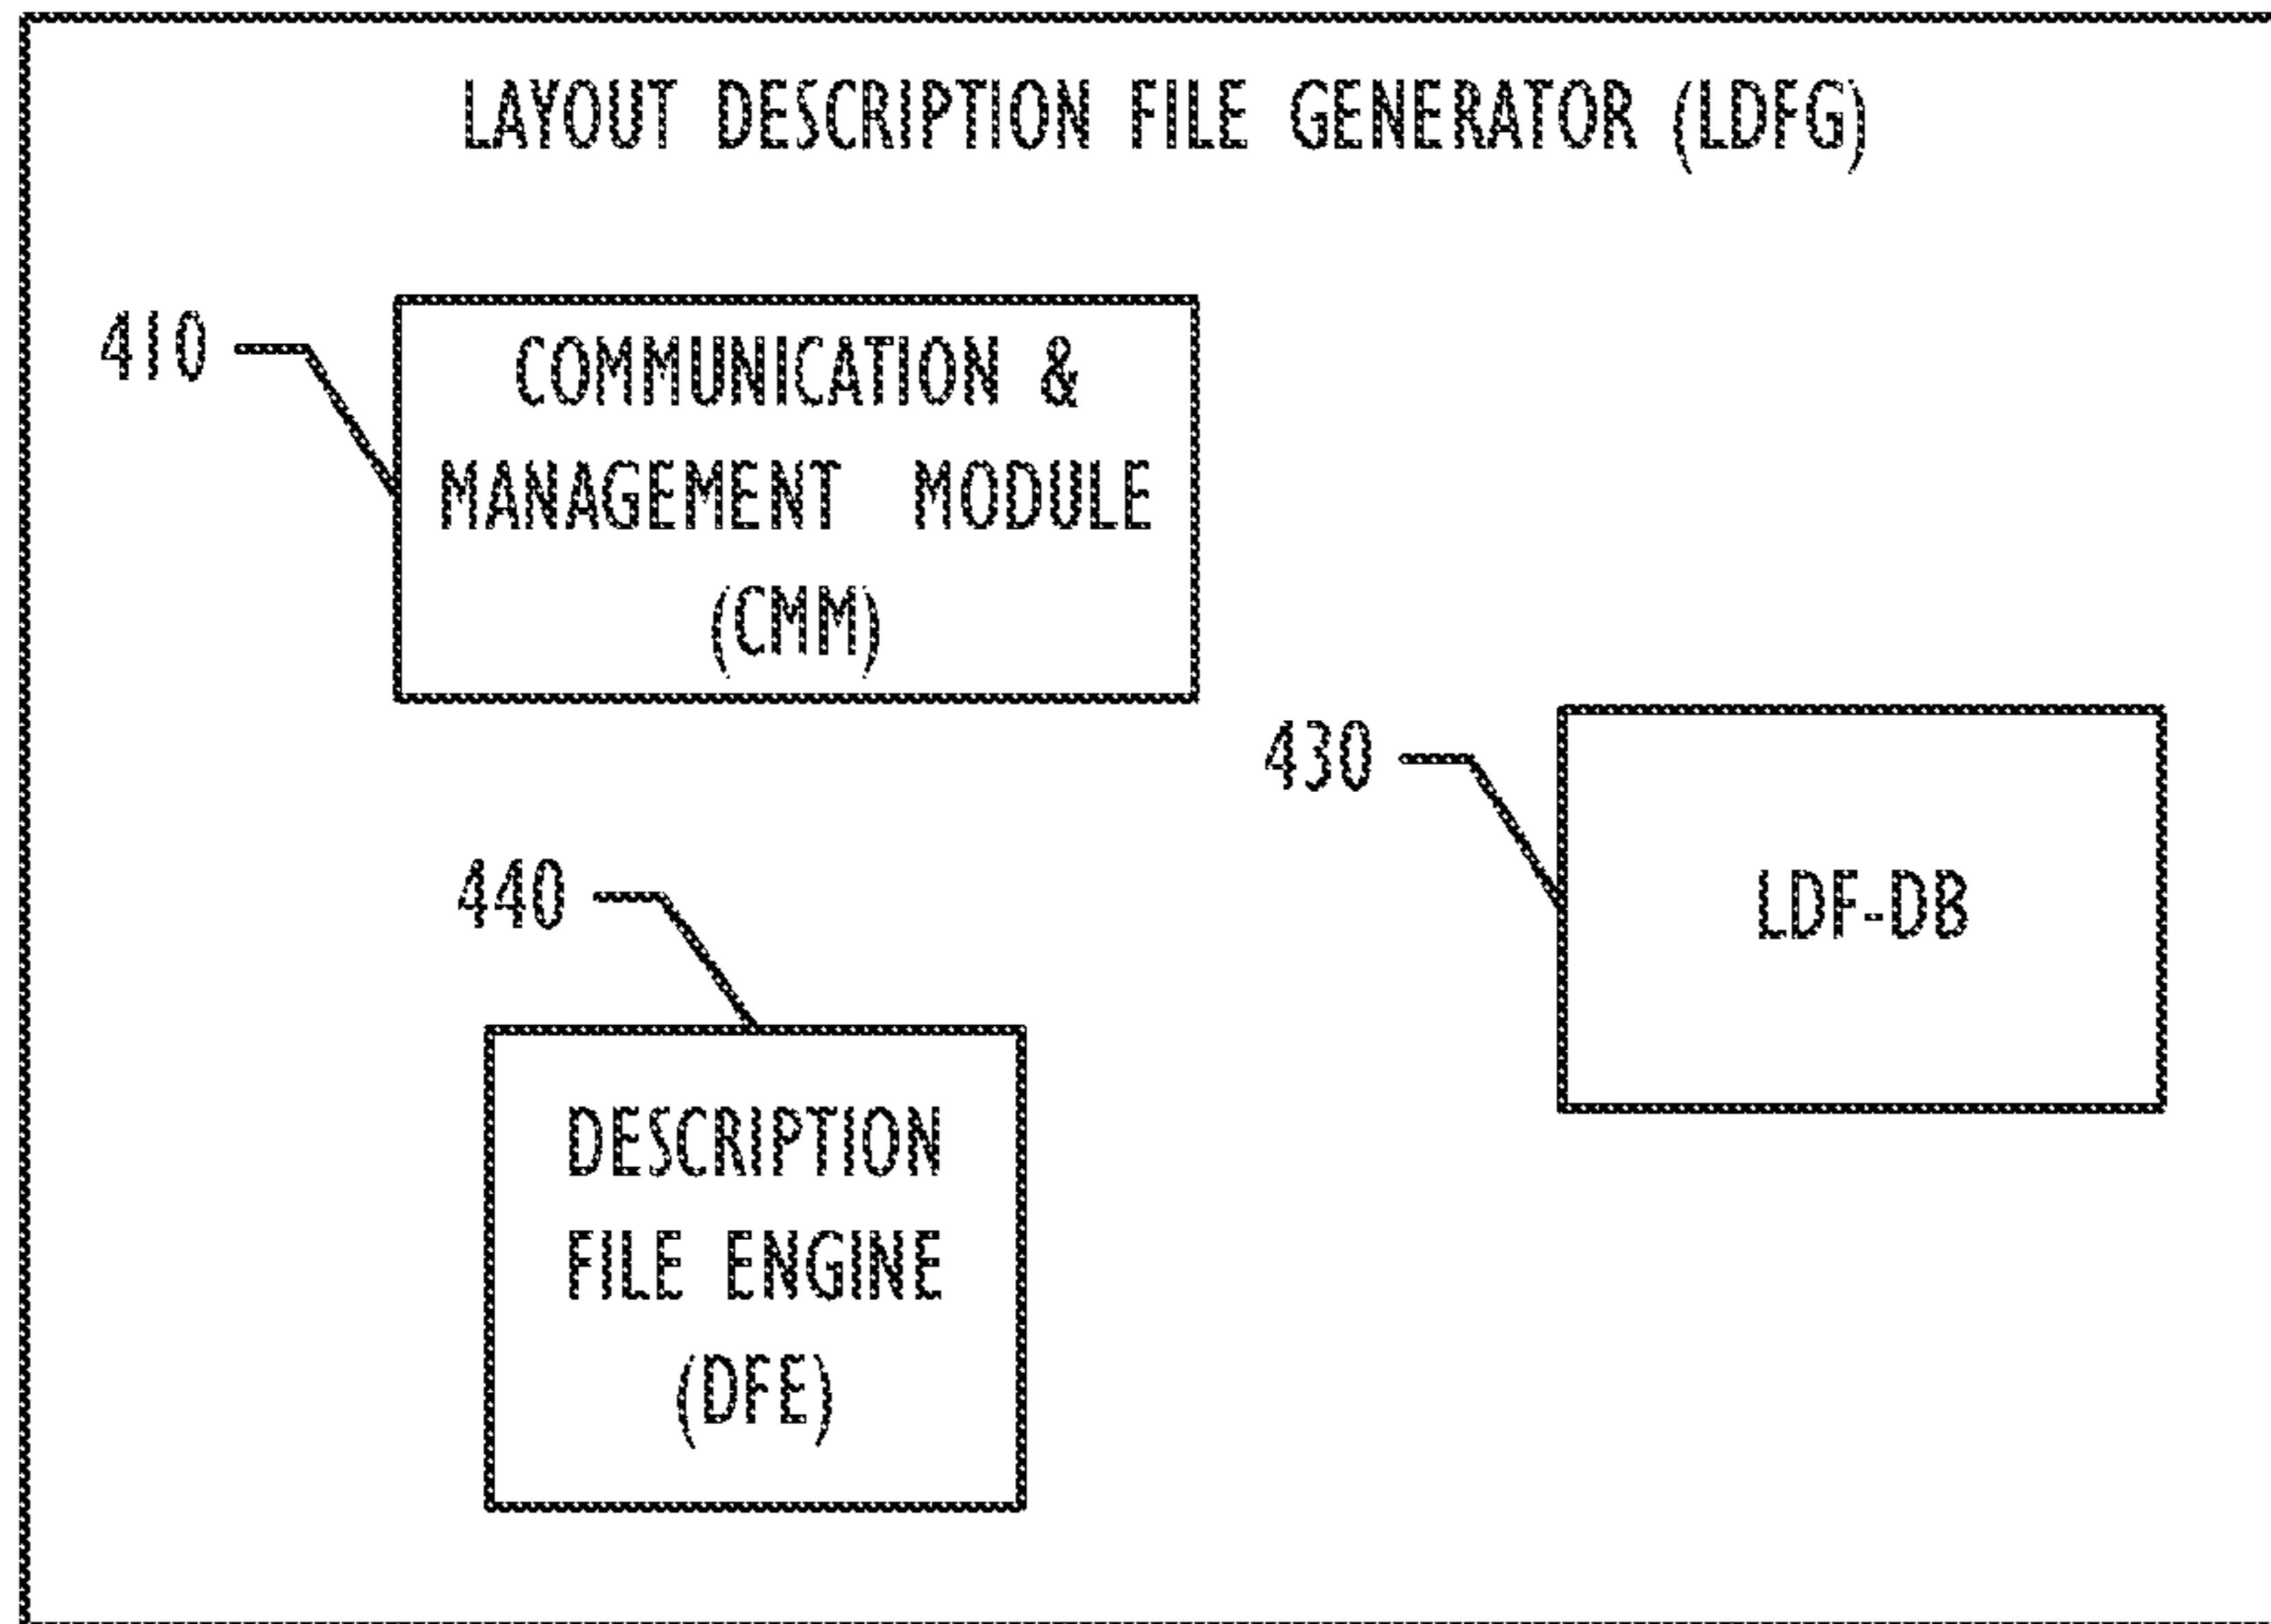 LAYOUT DESCRIPTION FILE GENERATOR (LDFG)
410
COMMUNICATION &
MANAGEMENT MODULE
(CMM)
430
LDF-DB
440
DESCRIPTION
FILE ENGINE
(DFE)